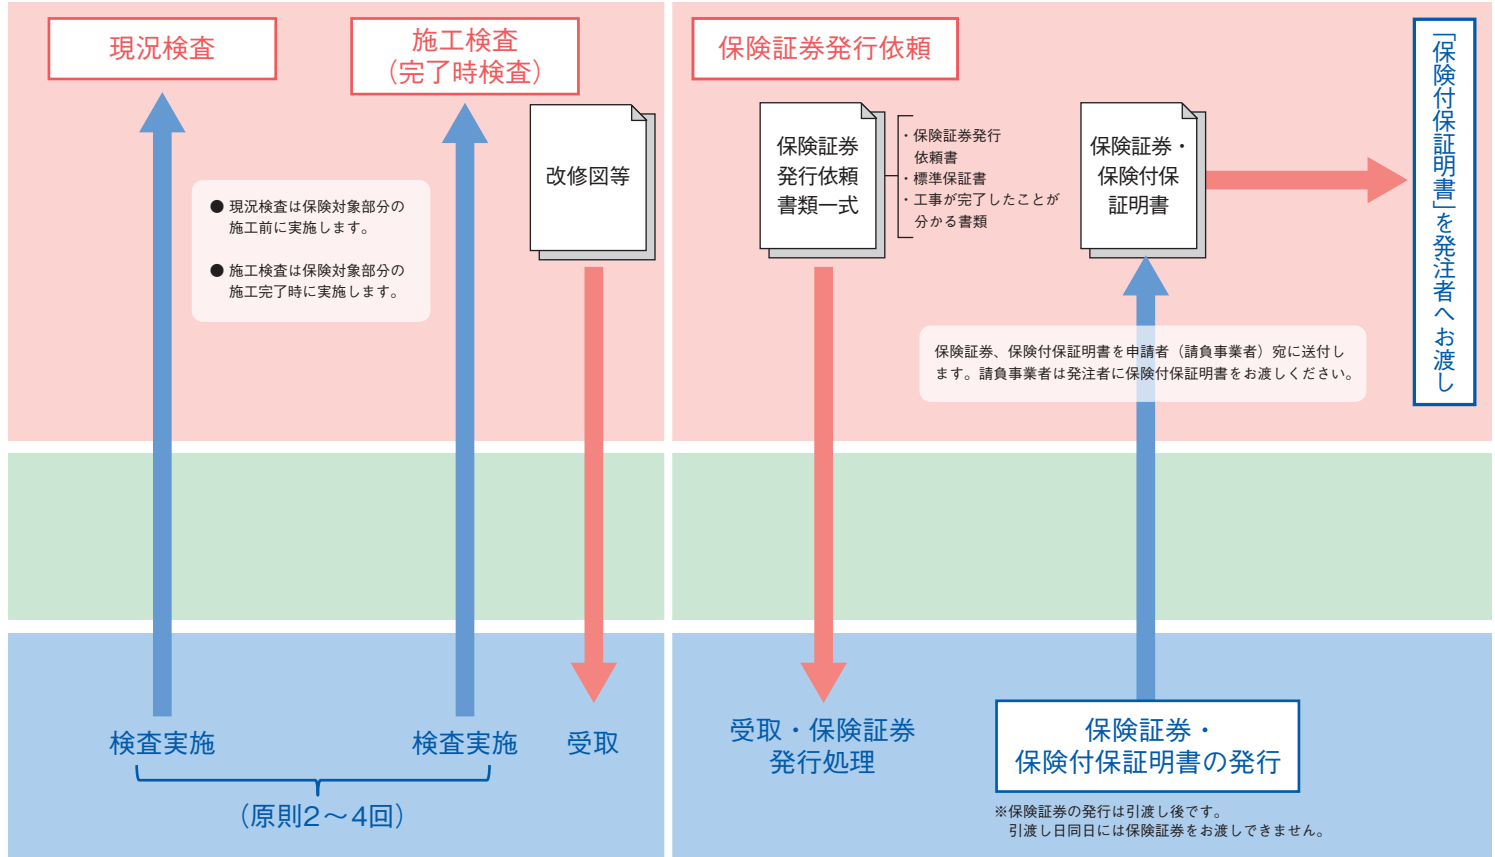 現況検査
施工検査
（完了時検査）
● 現況検査は保険対象部分の
施工前に実施します。
● 施工検査は保険対象部分の
施工完了時に実施します。
改修図等
検査実施
検査実施
受取
（原則2～4回）
保険証券発行依頼
保険証券
発行依頼
書類一式
・保険証券発行
依頼書
・標準保証書
・工事が完了したことが
分かる書類
保険証券・
保険付保
証明書
「保険付保証明書」を発注者へお渡し
保険証券、保険付保証明書を申請者（請負事業者）宛に送付し
ます。請負事業者は発注者に保険付保証明書をお渡しください。
受取・保険証券
発行処理
保険証券・
保険付保証明書の発行
※保険証券の発行は引渡し後です。
引渡し日同日には保険証券をお渡しできません。